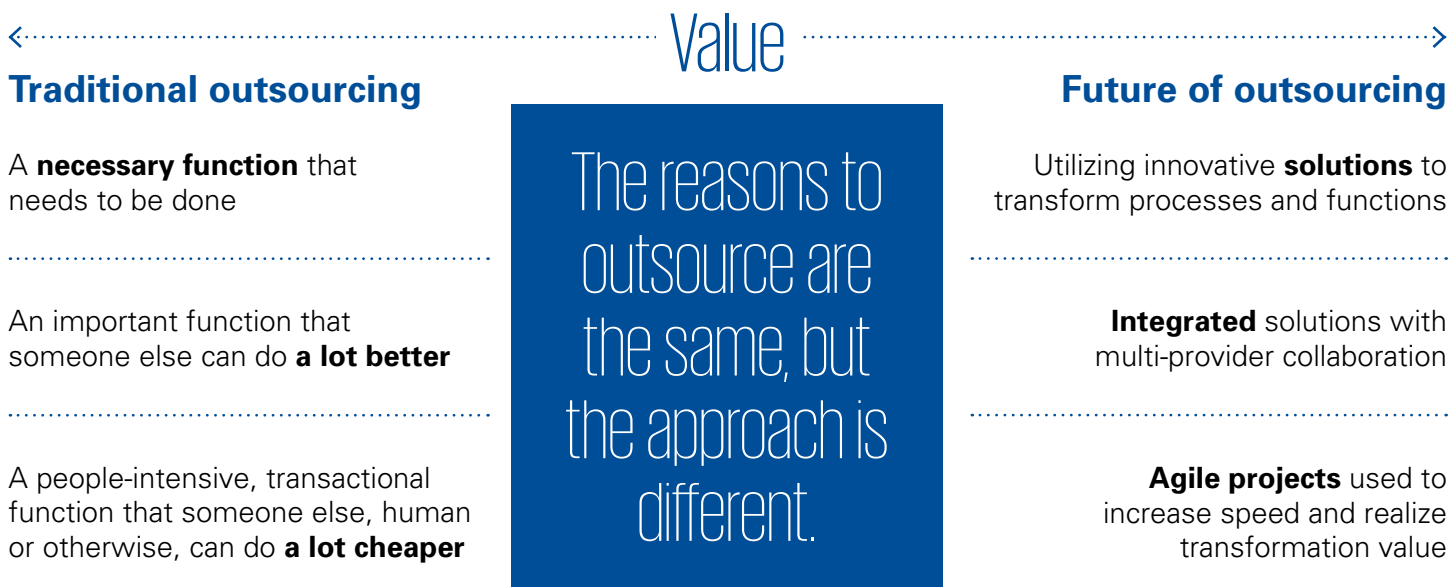 Value
Traditional outsourcing
A necessary function that
needs to be done
An important function that
someone else can do a lot better
A people-intensive, transactional
function that someone else, human
or otherwise, can do a lot cheaper
The reasons to
outsource are
the same, but
the approach is
different.
Future of outsourcing
Utilizing innovative solutions to
transform processes and functions
Integrated solutions with
multi-provider collaboration
Agile projects used to
increase speed and realize
transformation value